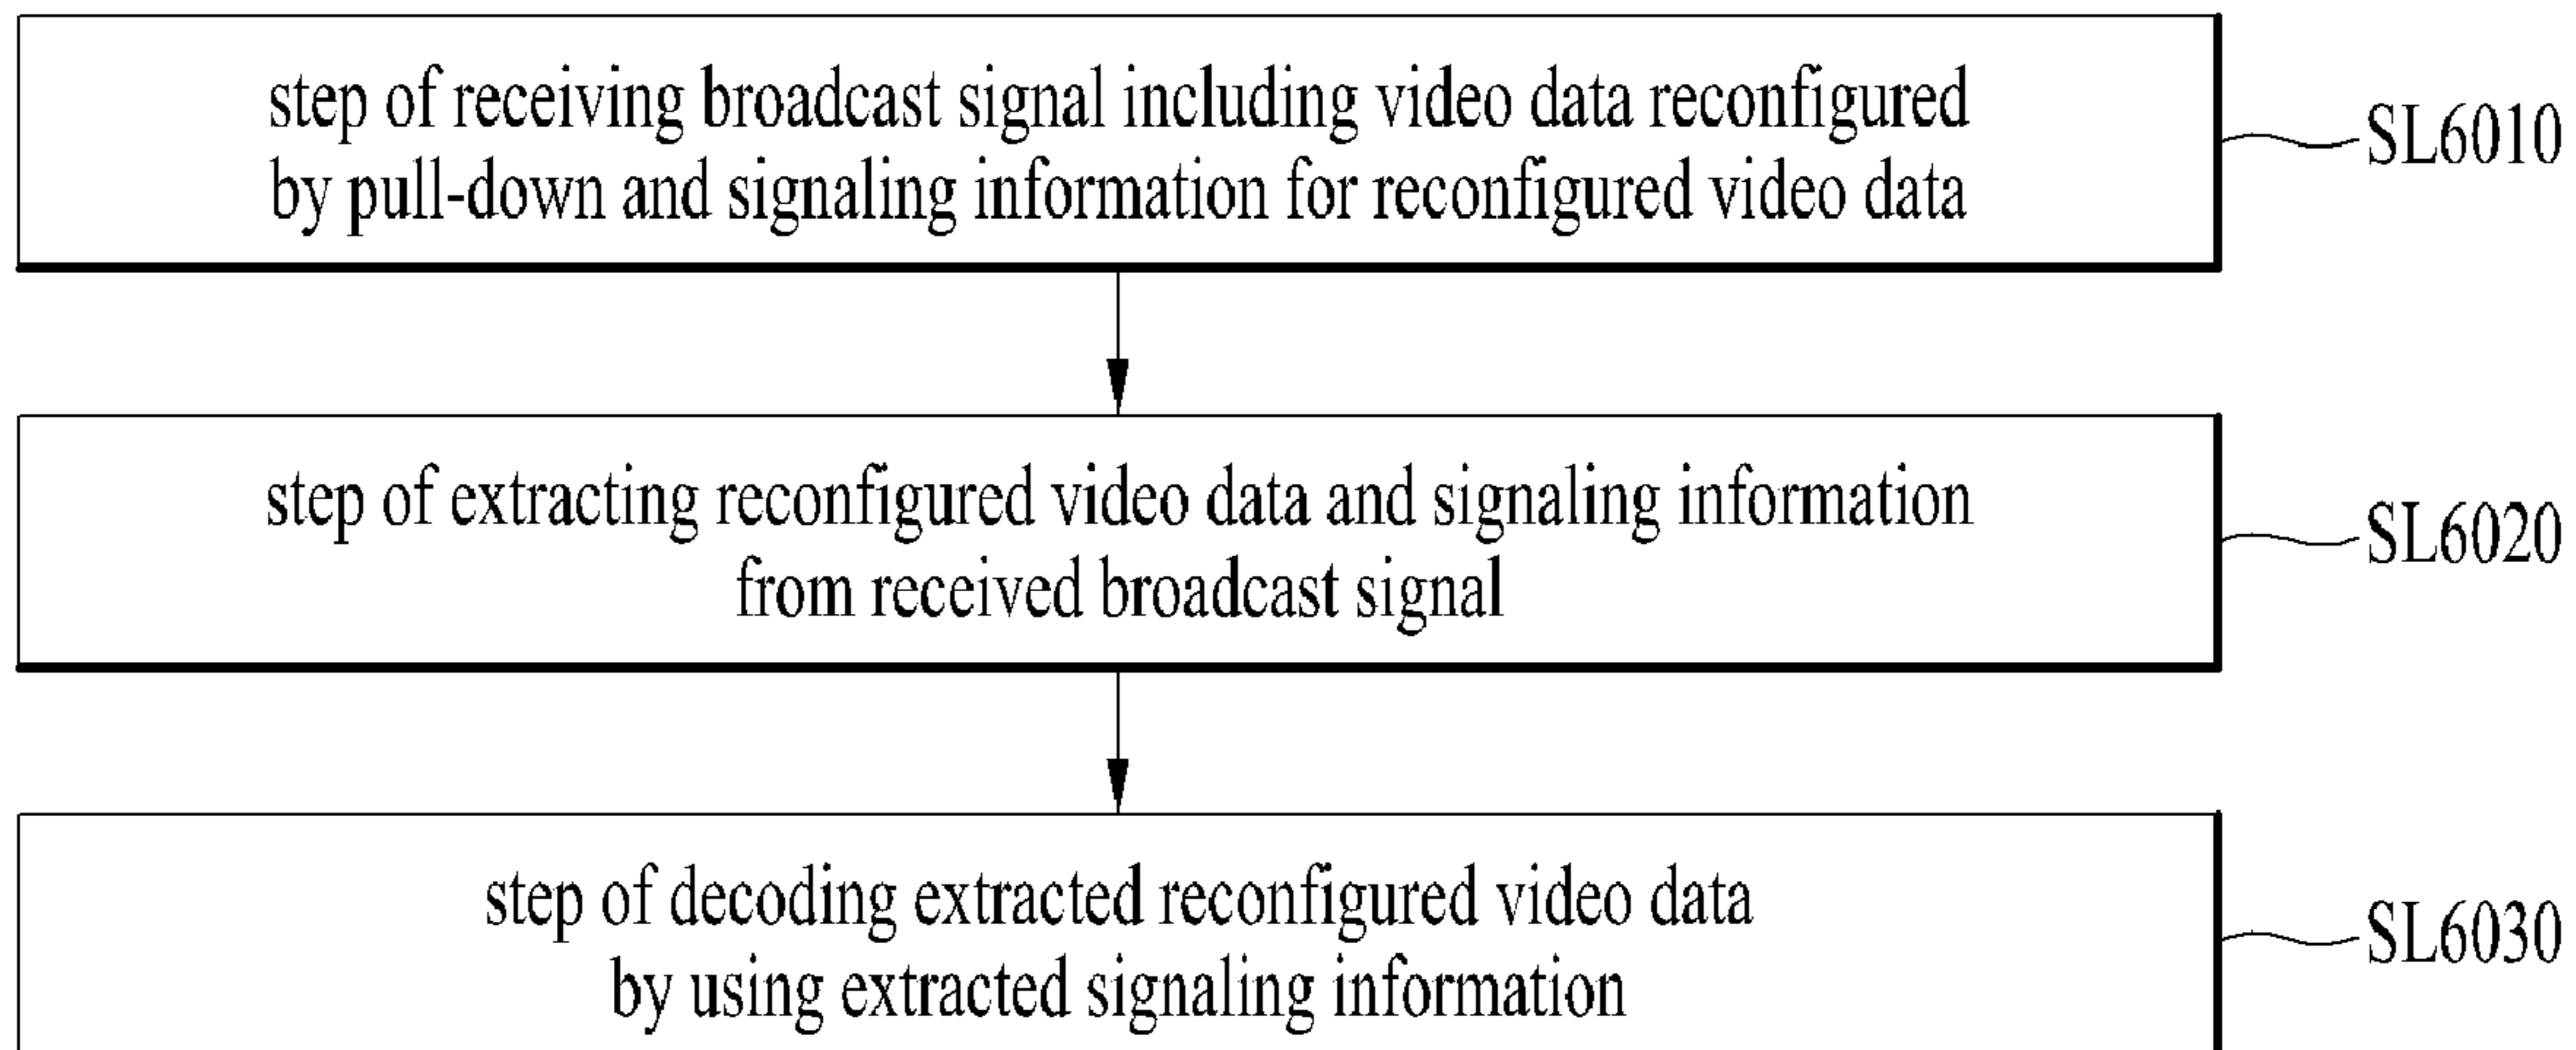 step of receiving broadcast signal including video data reconfigured
by pull-down and signaling information for reconfigured video data
SL6010
step of extracting reconfigured video data and signaling information
from received broadcast signal
SL6020
step of decoding extracted reconfigured video data
by using extracted signaling information
SL6030